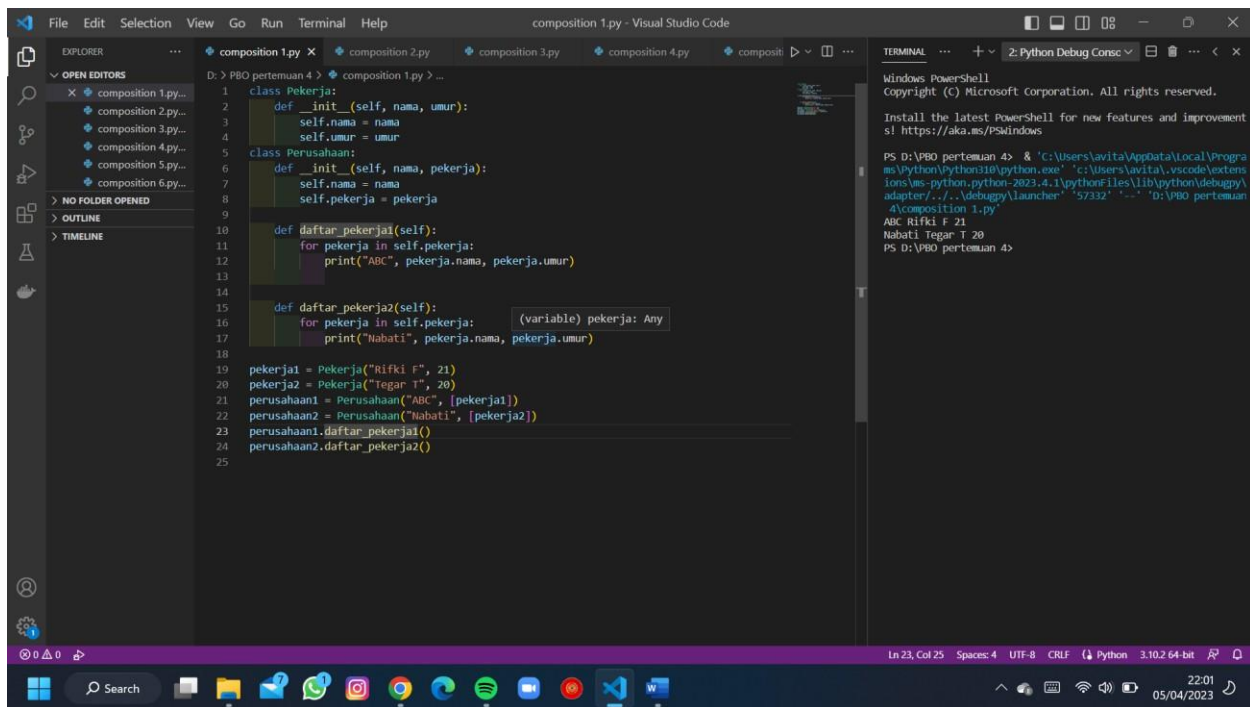 File Edit Selection View Go Run Terminal Help composition 1.py - Visual Studio Code
EXPLORER
OPEN EDITORS
composition 1.py...
composition 2.py...
composition 3.py...
composition 4.py...
composition 5.py...
composition 6.py...
NO FOLDER OPENED
OUTLINE
TIMELINE
composition 1.py composition 2.py composition 3.py composition 4.py composit
D: > PBO pertemuan 4 > composition 1.py > ...
1 class Pekerja:
2     def __init__(self, nama, umur):
3         self.nama = nama
4         self.umur = umur
5 class Perusahaan:
6     def __init__(self, nama, pekerja):
7         self.nama = nama
8         self.pekerja = pekerja
9
10     def daftar_pekerja1(self):
11         for pekerja in self.pekerja:
12             print("ABC", pekerja.nama, pekerja.umur)
13
14
15     def daftar_pekerja2(self):
16         for pekerja in self.pekerja:
(variable) pekerja: Any
17             print("Nabati", pekerja.nama, pekerja.umur)
18
19 pekerja1 = Pekerja("Rifki F", 21)
20 pekerja2 = Pekerja("Tegar T", 20)
21 perusahaan1 = Perusahaan("ABC", [pekerja1])
22 perusahaan2 = Perusahaan("Nabati", [pekerja2])
23 perusahaan1.daftar_pekerja1()
24 perusahaan2.daftar_pekerja2()
25
TERMINAL ... 2: Python Debug Consc
Windows PowerShell
Copyright (C) Microsoft Corporation. All rights reserved.
Install the latest PowerShell for new features and improvement
s! https://aka.ms/PSWindows
PS D:\PBO pertemuan 4>  & 'C:\Users\avita\AppData\Local\Progra
ms\Python\Python310\python.exe' 'c:\Users\avita\.vscode\extens
ions\ms-python.python-2023.4.1\pythonFiles\lib\python\debugpy\
adapter/../..\debugpy\launcher' '57332' '--' 'D:\PBO pertemuan
 4\composition 1.py'
ABC Rifki F 21
Nabati Tegar T 20
PS D:\PBO pertemuan 4>
0 0 Ln 23, Col 25 Spaces: 4 UTF-8 CRLF Python 3.10.2 64-bit
Search
22:01
05/04/2023